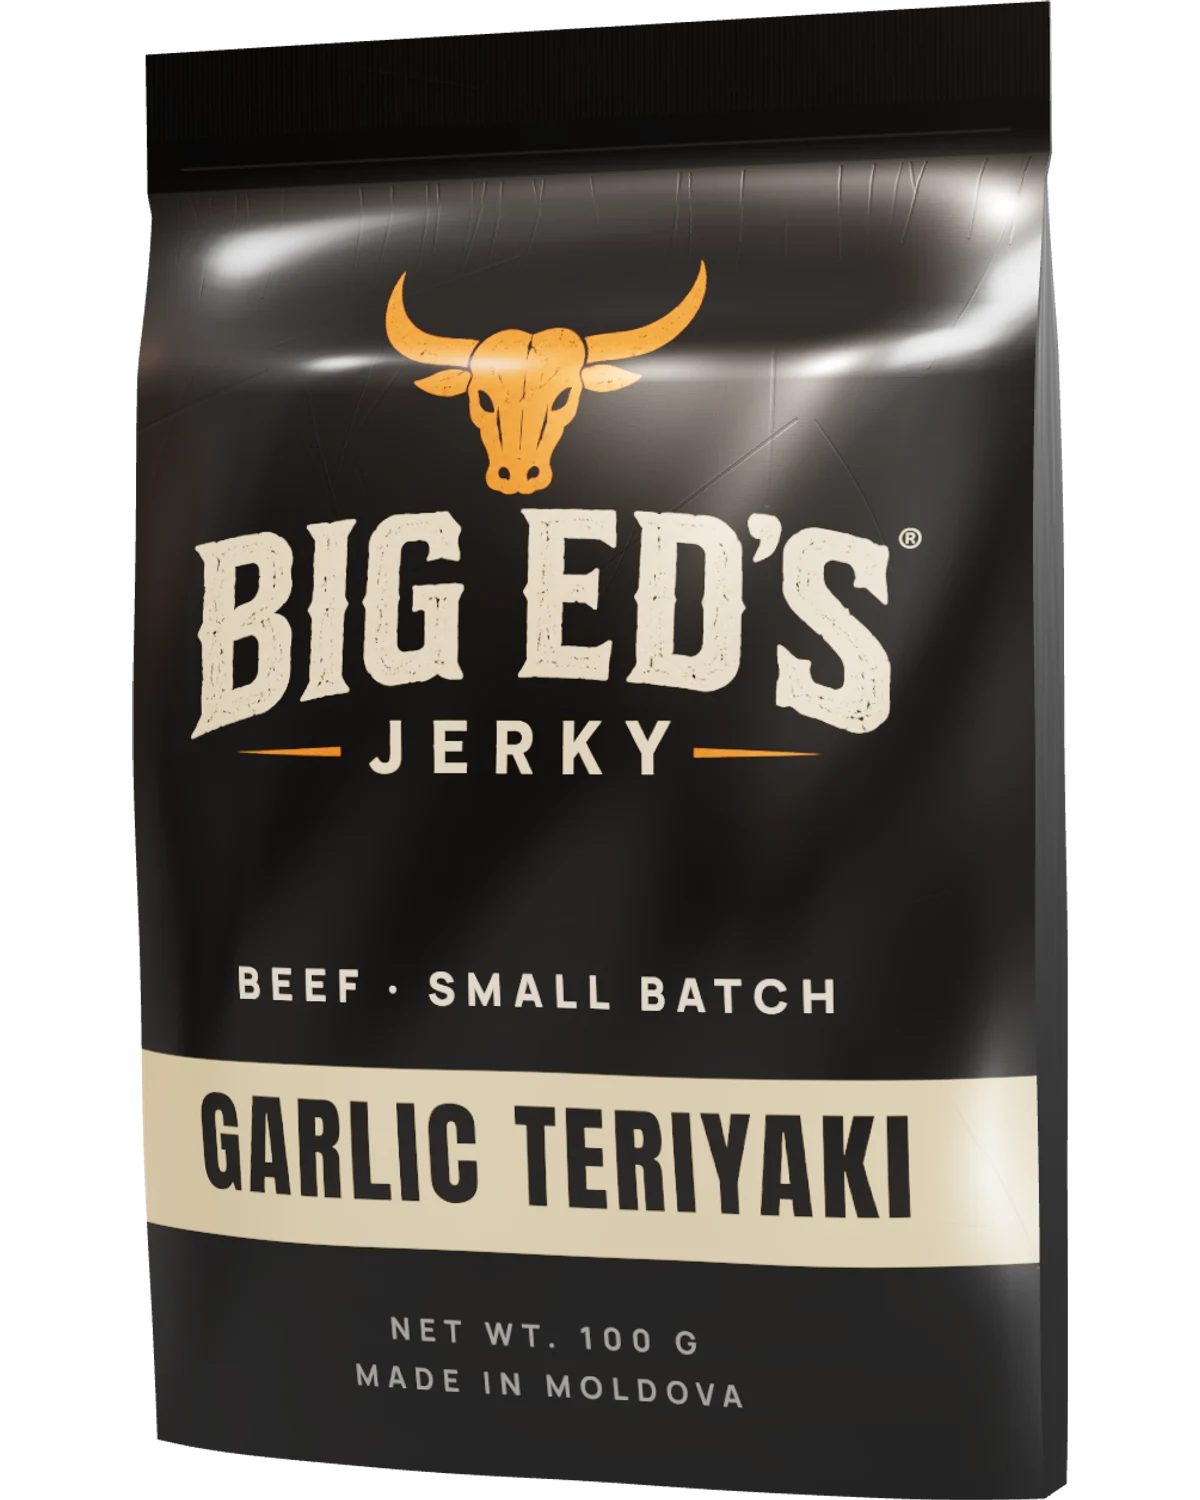 BIG ED'S®
JERKY
BEEF · SMALL BATCH
GARLIC TERIYAKI
NET WT. 100 G
MADE IN MOLDOVA